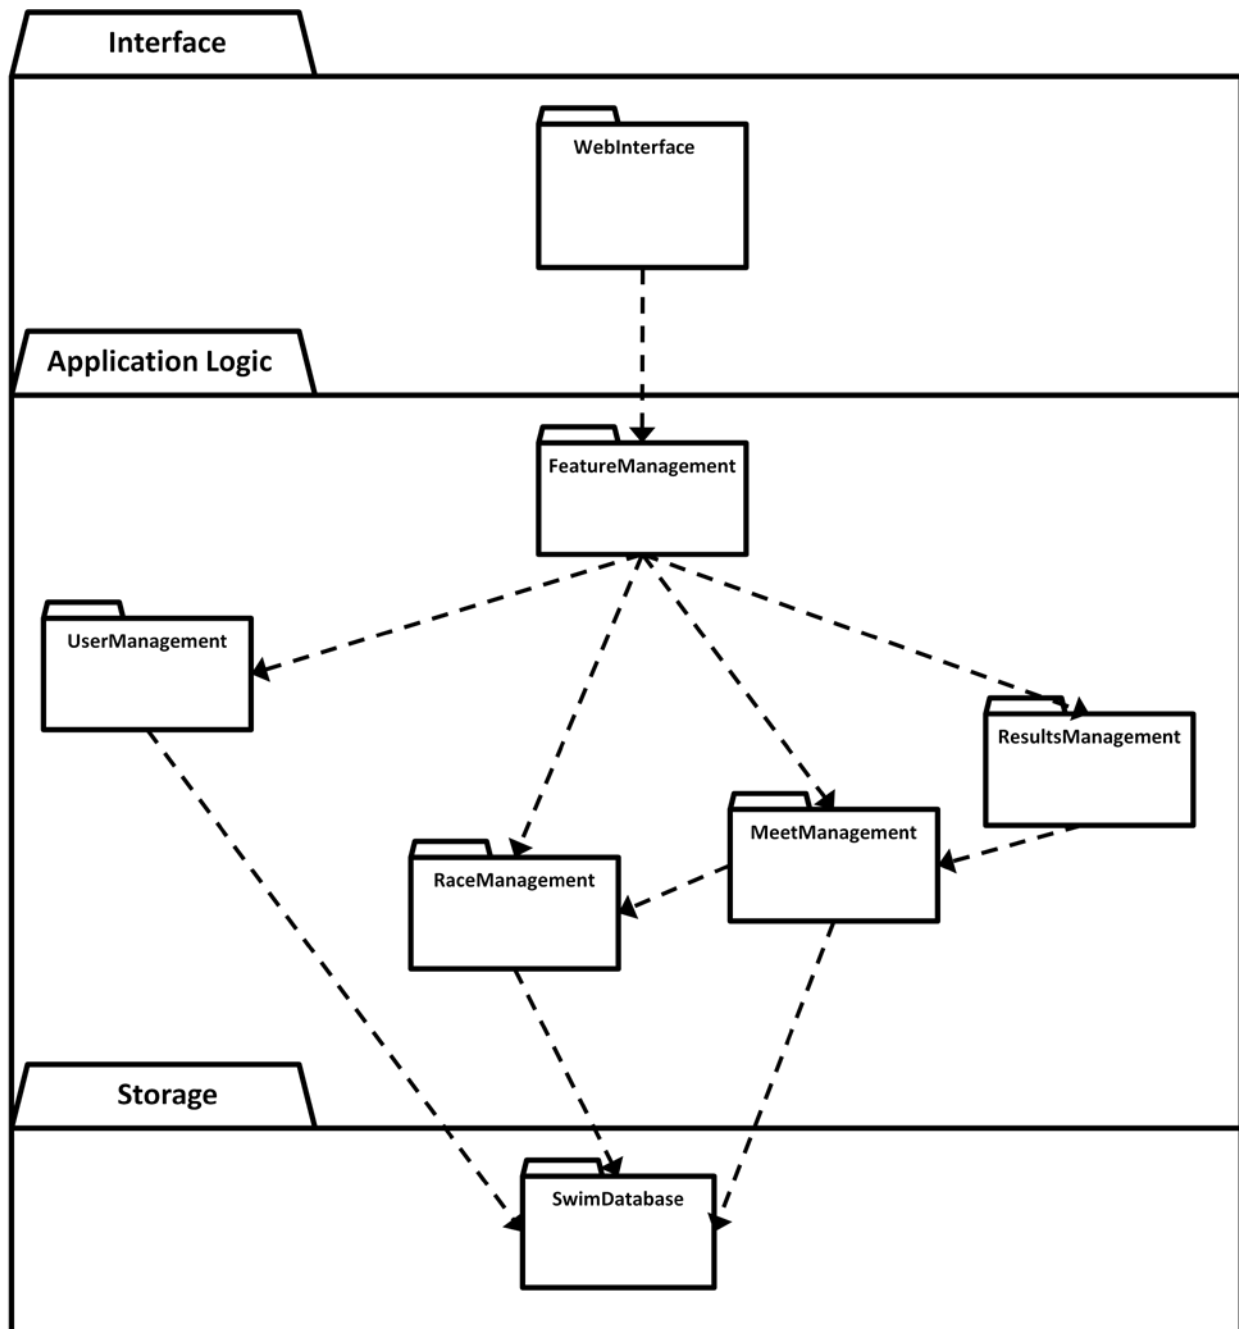 Interface
WebInterface
Application Logic
FeatureManagement
UserManagement
ResultsManagement
MeetManagement
RaceManagement
Storage
SwimDatabase